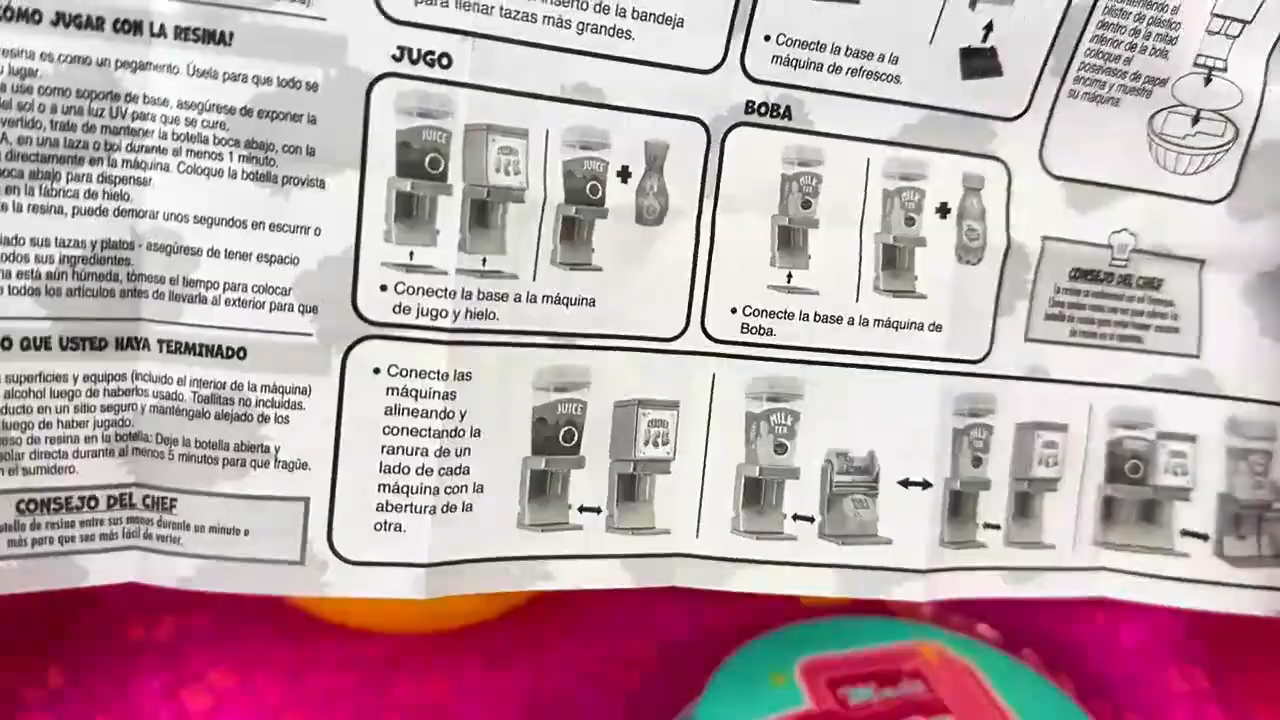 CÓMO JUGAR CON LA RESINA!
resina es como un pegamento. Úsela para que todo se
lugar.
a use como soporte de base, asegúrese de exponer la
del sol o a una luz UV para que se cure.
vertido, trate de mantener la botella boca abajo, con la
A, en una taza o bol durante al menos 1 minuto.
directamente en la máquina. Coloque la botella provista
boca abajo para dispensar.
en la fábrica de hielo.
la resina, puede demorar unos segundos en escurrir o
iado sus tazas y platos - asegúrese de tener espacio
odos sus ingredientes.
na está aún húmeda, tómese el tiempo para colocar
todos los artículos antes de llevarla al exterior para que
O QUE USTED HAYA TERMINADO
superficies y equipos (incluido el interior de la máquina)
alcohol luego de haberlos usado. Toallitas no incluidas.
ducto en un sitio seguro y manténgalo alejado de los
luego de haber jugado.
eso de resina en la botella: Deje la botella abierta y
solar directa durante al menos 5 minutos para que fragüe.
n el sumidero.
CONSEJO DEL CHEF
otella de resina entre sus manos durante un minuto o
más para que sea más fácil de verter.
inserto de la bandeja
para llenar tazas más grandes.
• Conecte la base a la
máquina de refrescos.
manteniendo el
blíster de plástico
dentro de la mitad
inferior de la bola,
coloque el
posavasos de papel
encima y muestre
su máquina.
JUGO
JUICE
JUICE
• Conecte la base a la máquina
de jugo y hielo.
BOBA
MILK
TEA
MILK
TEA
• Conecte la base a la máquina de
Boba.
CONSEJO DEL CHEF
• Conecte las
máquinas
alineando y
conectando la
ranura de un
lado de cada
máquina con la
abertura de la
otra.
JUICE
MILK
TEA
MILK
TEA